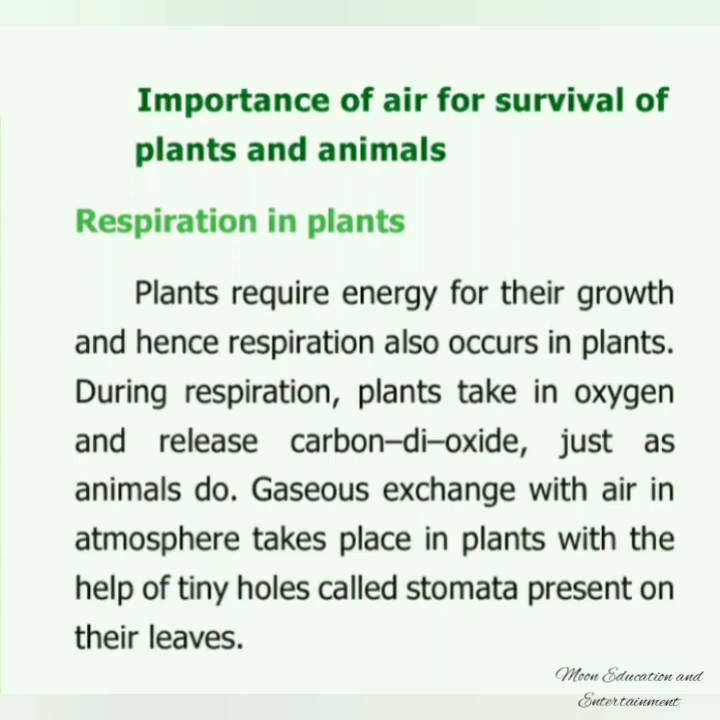 Importance of air for survival of
plants and animals
Respiration in plants
Plants require energy for their growth
and hence respiration also occurs in plants.
During respiration, plants take in oxygen
and release carbon–di–oxide, just as
animals do. Gaseous exchange with air in
atmosphere takes place in plants with the
help of tiny holes called stomata present on
their leaves.
Moon Education and
Entertainment